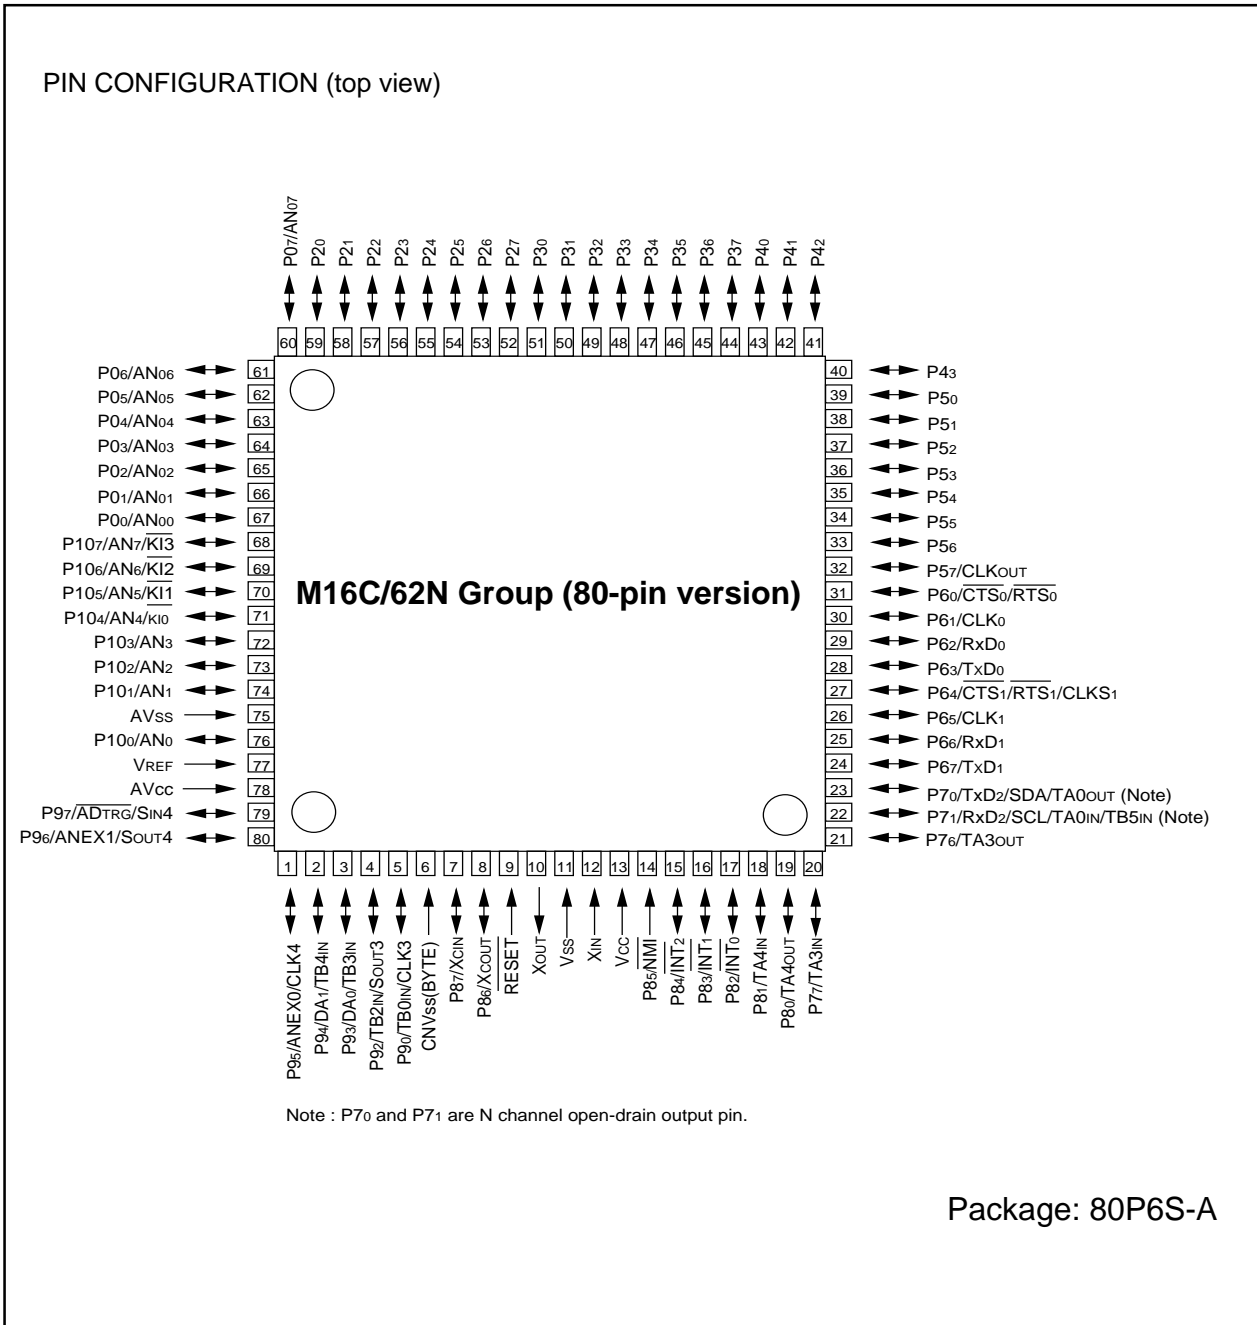 PIN CONFIGURATION (top view)
P07/AN07
P20
P21
P22
P23
P24
P25
P26
P27
P30
P31
P32
P33
P34
P35
P36
P37
P40
P41
P42
60 59 58 57 56 55 54 53 52 51 50 49 48 47 46 45 44 43 42 41
P06/AN06 61
P05/AN05 62
P04/AN04 63
P03/AN03 64
P02/AN02 65
P01/AN01 66
P00/AN00 67
P107/AN7/KI3 68
P106/AN6/KI2 69
P105/AN5/KI1 70
P104/AN4/KI0 71
P103/AN3 72
P102/AN2 73
P101/AN1 74
AVSS 75
P100/AN0 76
VREF 77
AVCC 78
P97/ADTRG/SIN4 79
P96/ANEX1/SOUT4 80
M16C/62N Group (80-pin version)
40 P43
39 P50
38 P51
37 P52
36 P53
35 P54
34 P55
33 P56
32 P57/CLKOUT
31 P60/CTS0/RTS0
30 P61/CLK0
29 P62/RxD0
28 P63/TXD0
27 P64/CTS1/RTS1/CLKS1
26 P65/CLK1
25 P66/RxD1
24 P67/TXD1
23 P70/TxD2/SDA/TA0OUT (Note)
22 P71/RxD2/SCL/TA0IN/TB5IN (Note)
21 P76/TA3OUT
1 2 3 4 5 6 7 8 9 10 11 12 13 14 15 16 17 18 19 20
P95/ANEX0/CLK4
P94/DA1/TB4IN
P93/DA0/TB3IN
P92/TB2IN/SOUT3
P90/TB0IN/CLK3
CNVSS(BYTE)
P87/XCIN
P86/XCOUT
RESET
XOUT
VSS
XIN
VCC
P85/NMI
P84/INT2
P83/INT1
P82/INT0
P81/TA4IN
P80/TA4OUT
P77/TA3IN
Note : P70 and P71 are N channel open-drain output pin.
Package: 80P6S-A